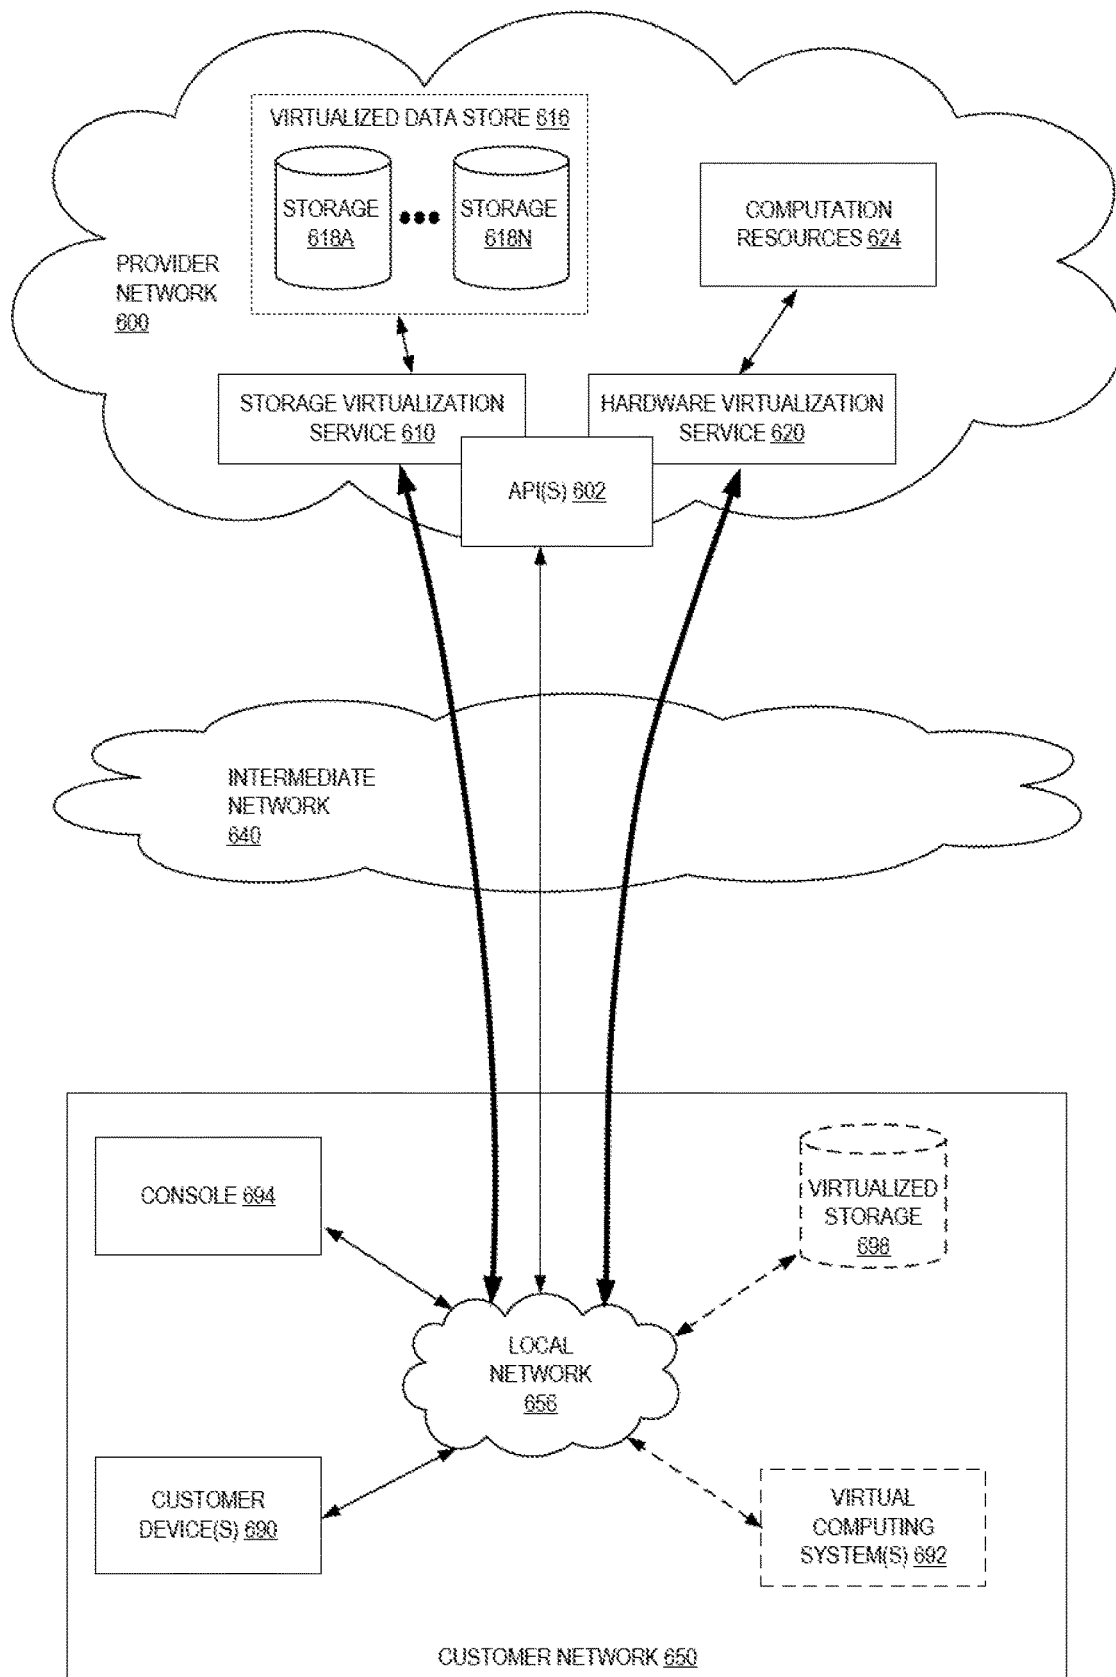 VIRTUALIZED DATA STORE 616
STORAGE
618A
STORAGE
618N
COMPUTATION
RESOURCES 624
PROVIDER
NETWORK
600
STORAGE VIRTUALIZATION
SERVICE 610
HARDWARE VIRTUALIZATION
SERVICE 620
API(S) 602
INTERMEDIATE
NETWORK
640
CONSOLE 694
VIRTUALIZED
STORAGE
698
LOCAL
NETWORK
656
CUSTOMER
DEVICE(S) 690
VIRTUAL
COMPUTING
SYSTEM(S) 692
CUSTOMER NETWORK 650